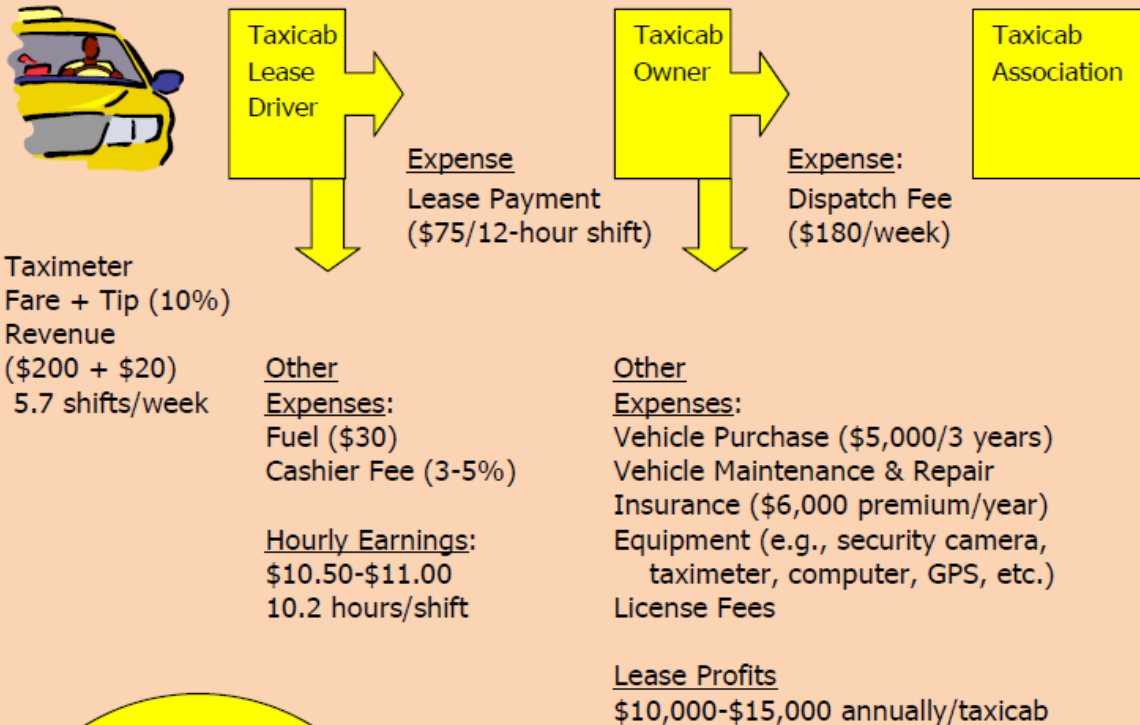 Taxicab
Lease
Driver
Taxicab
Owner
Taxicab
Association
Expense
Lease Payment
($75/12-hour shift)
Expense:
Dispatch Fee
($180/week)
Taximeter
Fare + Tip (10%)
Revenue
($200 + $20)
5.7 shifts/week
Other
Expenses:
Fuel ($30)
Cashier Fee (3-5%)
Hourly Earnings:
$10.50-$11.00
10.2 hours/shift
Other
Expenses:
Vehicle Purchase ($5,000/3 years)
Vehicle Maintenance & Repair
Insurance ($6,000 premium/year)
Equipment (e.g., security camera,
taximeter, computer, GPS, etc.)
License Fees
Lease Profits
$10,000-$15,000 annually/taxicab